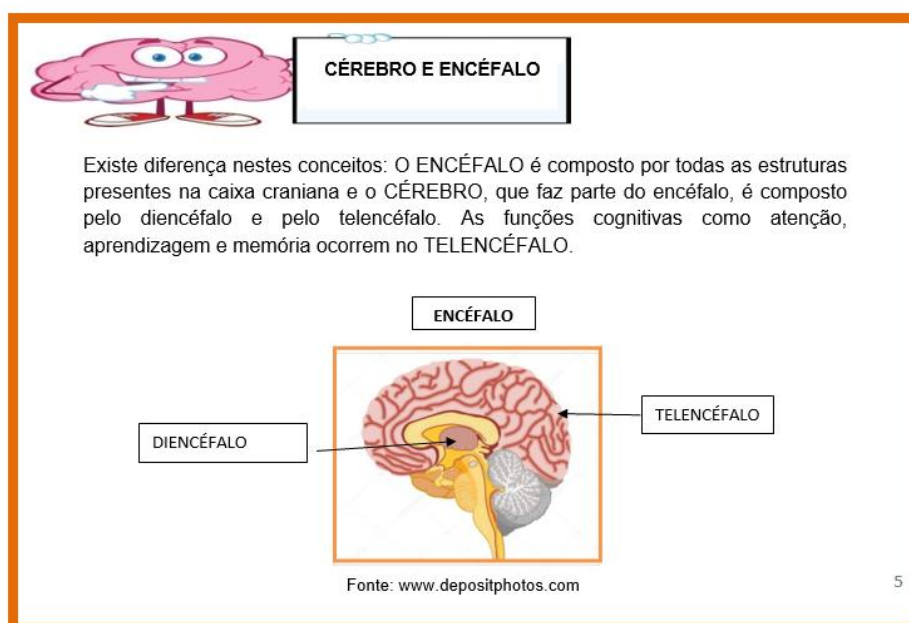 CÉREBRO E ENCÉFALO
Existe diferença nestes conceitos: O ENCÉFALO é composto por todas as estruturas
presentes na caixa craniana e o CÉREBRO, que faz parte do encéfalo, é composto
pelo diencéfalo e pelo telencéfalo. As funções cognitivas como atenção,
aprendizagem e memória ocorrem no TELENCÉFALO.
ENCÉFALO
TELENCÉFALO
DIENCÉFALO
Fonte: www.depositphotos.com
5